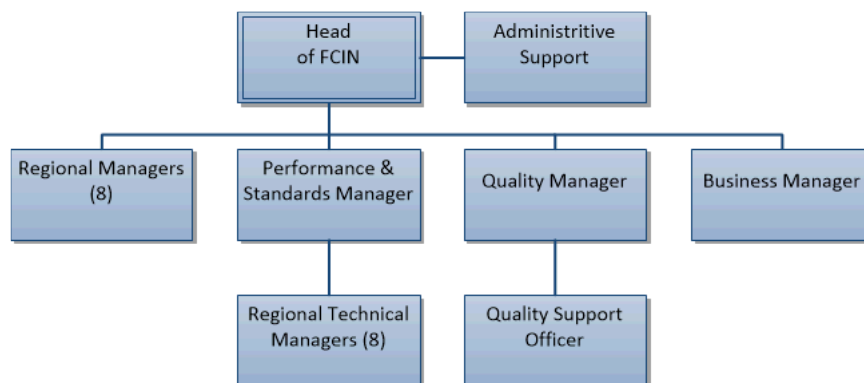 Head
of FCIN
Administritive
Support
Regional Managers
(8)
Performance &
Standards Manager
Quality Manager
Business Manager
Regional Technical
Managers (8)
Quality Support
Officer